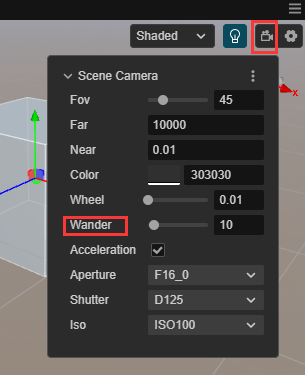 Shaded
Scene Camera
Fov 45
Far 10000
Near 0.01
Color 303030
Wheel 0.01
Wander 10
Acceleration
Aperture F16_0
Shutter D125
Iso ISO100
x